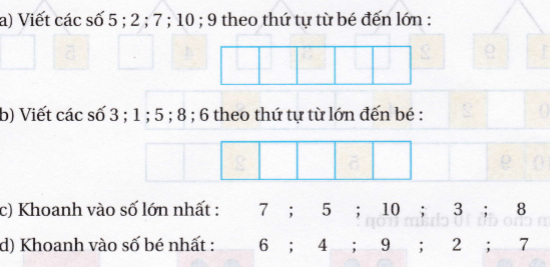 a) Viết các số 5 ; 2 ; 7 ; 10 ; 9 theo thứ tự từ bé đến lớn :
b) Viết các số 3 ; 1 ; 5 ; 8 ; 6 theo thứ tự từ lớn đến bé :
c) Khoanh vào số lớn nhất : 7 ; 5 ; 10 ; 3 ; 8
d) Khoanh vào số bé nhất : 6 ; 4 ; 9 ; 2 ; 7